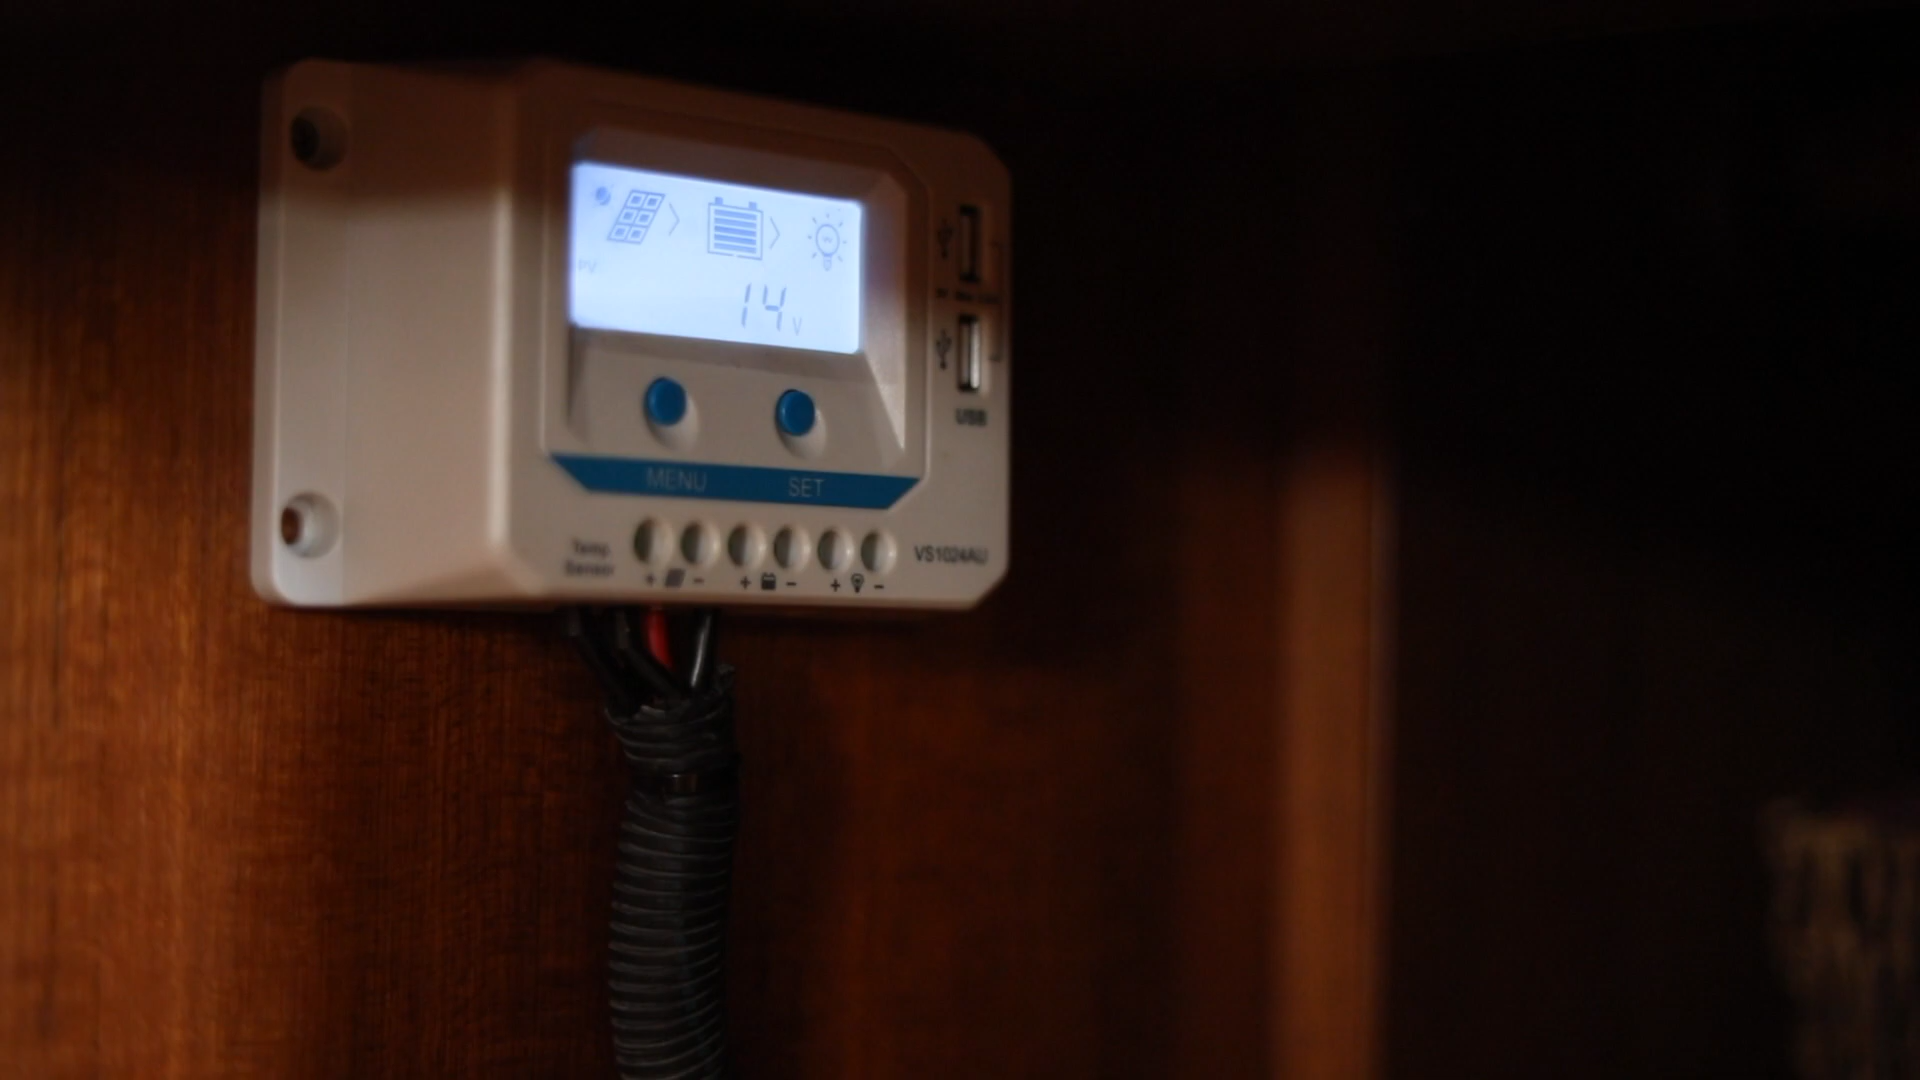 PV
14V
USB
MENU SET
Temp
Sensor
+ - + - + -
VS1024AU